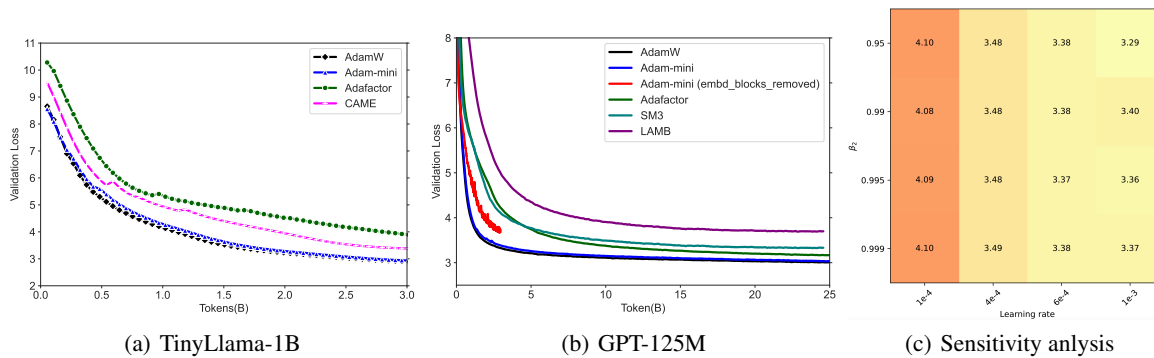 11
10
9
8
7
6
5
4
3
2
Validation Loss
0.0
0.5
1.0
1.5
2.0
2.5
3.0
Tokens(B)
AdamW
Adam-mini
Adafactor
CAME
(a) TinyLlama-1B
8
7
6
5
4
3
Validation Loss
0
5
10
15
20
25
Token(B)
AdamW
Adam-mini
Adam-mini (embd_blocks_removed)
Adafactor
SM3
LAMB
(b) GPT-125M
β2
0.95
4.10 3.48 3.38 3.29
0.99
4.08 3.48 3.38 3.40
0.995
4.09 3.48 3.37 3.36
0.999
4.10 3.49 3.38 3.37
1e-4
4e-4
6e-4
1e-3
Learning rate
(c) Sensitivity anlysis